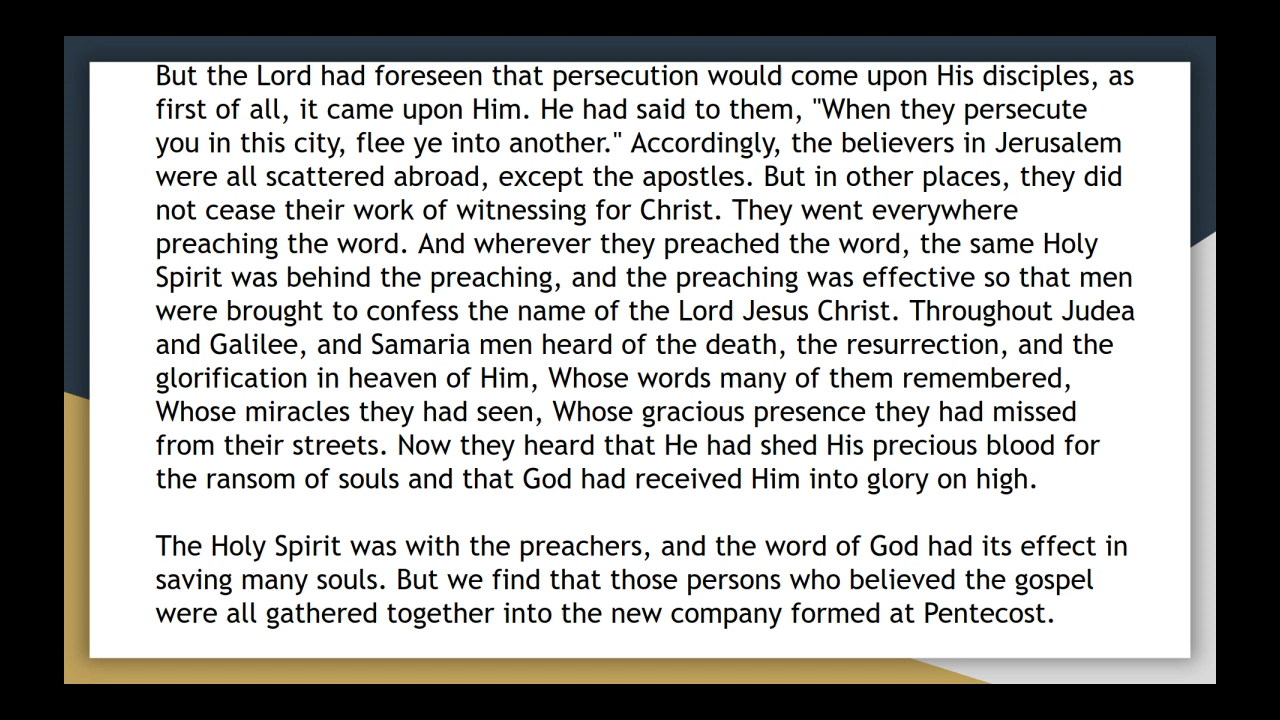 But the Lord had foreseen that persecution would come upon His disciples, as
first of all, it came upon Him. He had said to them, "When they persecute
you in this city, flee ye into another." Accordingly, the believers in Jerusalem
were all scattered abroad, except the apostles. But in other places, they did
not cease their work of witnessing for Christ. They went everywhere
preaching the word. And wherever they preached the word, the same Holy
Spirit was behind the preaching, and the preaching was effective so that men
were brought to confess the name of the Lord Jesus Christ. Throughout Judea
and Galilee, and Samaria men heard of the death, the resurrection, and the
glorification in heaven of Him, Whose words many of them remembered,
Whose miracles they had seen, Whose gracious presence they had missed
from their streets. Now they heard that He had shed His precious blood for
the ransom of souls and that God had received Him into glory on high.

The Holy Spirit was with the preachers, and the word of God had its effect in
saving many souls. But we find that those persons who believed the gospel
were all gathered together into the new company formed at Pentecost.